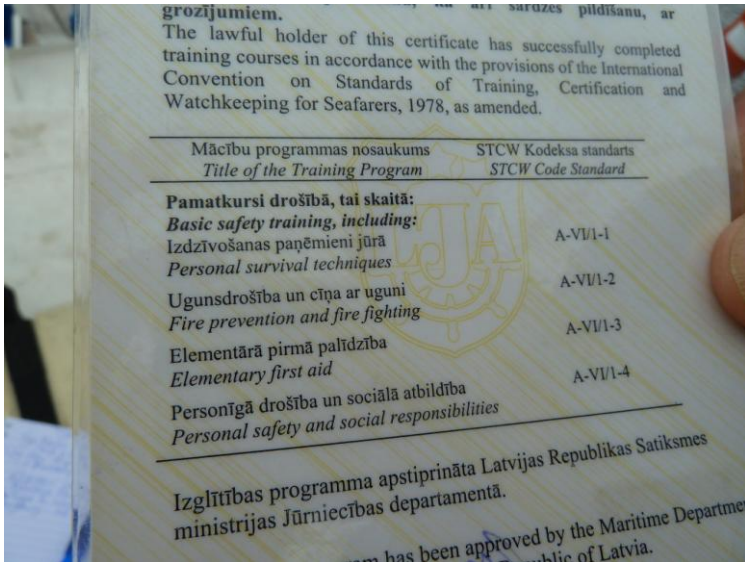 grozījumiem.
arī sardzes pildīšanu, ar
The lawful holder of this certificate has successfully completed
training courses in accordance with the provisions of the International
Convention on Standards of Training, Certification and
Watchkeeping for Seafarers, 1978, as amended.
Mācību programmas nosaukums
STCW Kodeksa standarts
Title of the Training Program
STCW Code Standard
Pamatkursi drošībā, tai skaitā:
Basic safety training, including:
Izdzīvošanas paņēmieni jūrā
A-VI/1-1
Personal survival techniques
Ugunsdrošība un cīņa ar uguni
A-VI/1-2
Fire prevention and fire fighting
Elementārā pirmā palīdzība
A-VI/1-3
Elementary first aid
Personīgā drošība un sociālā atbildība
A-VI/1-4
Personal safety and social responsibilities
LJA
Izglītības programma apstiprināta Latvijas Republikas Satiksmes
ministrijas Jūrniecības departamentā.
has been approved by the Maritime
of Latvia.